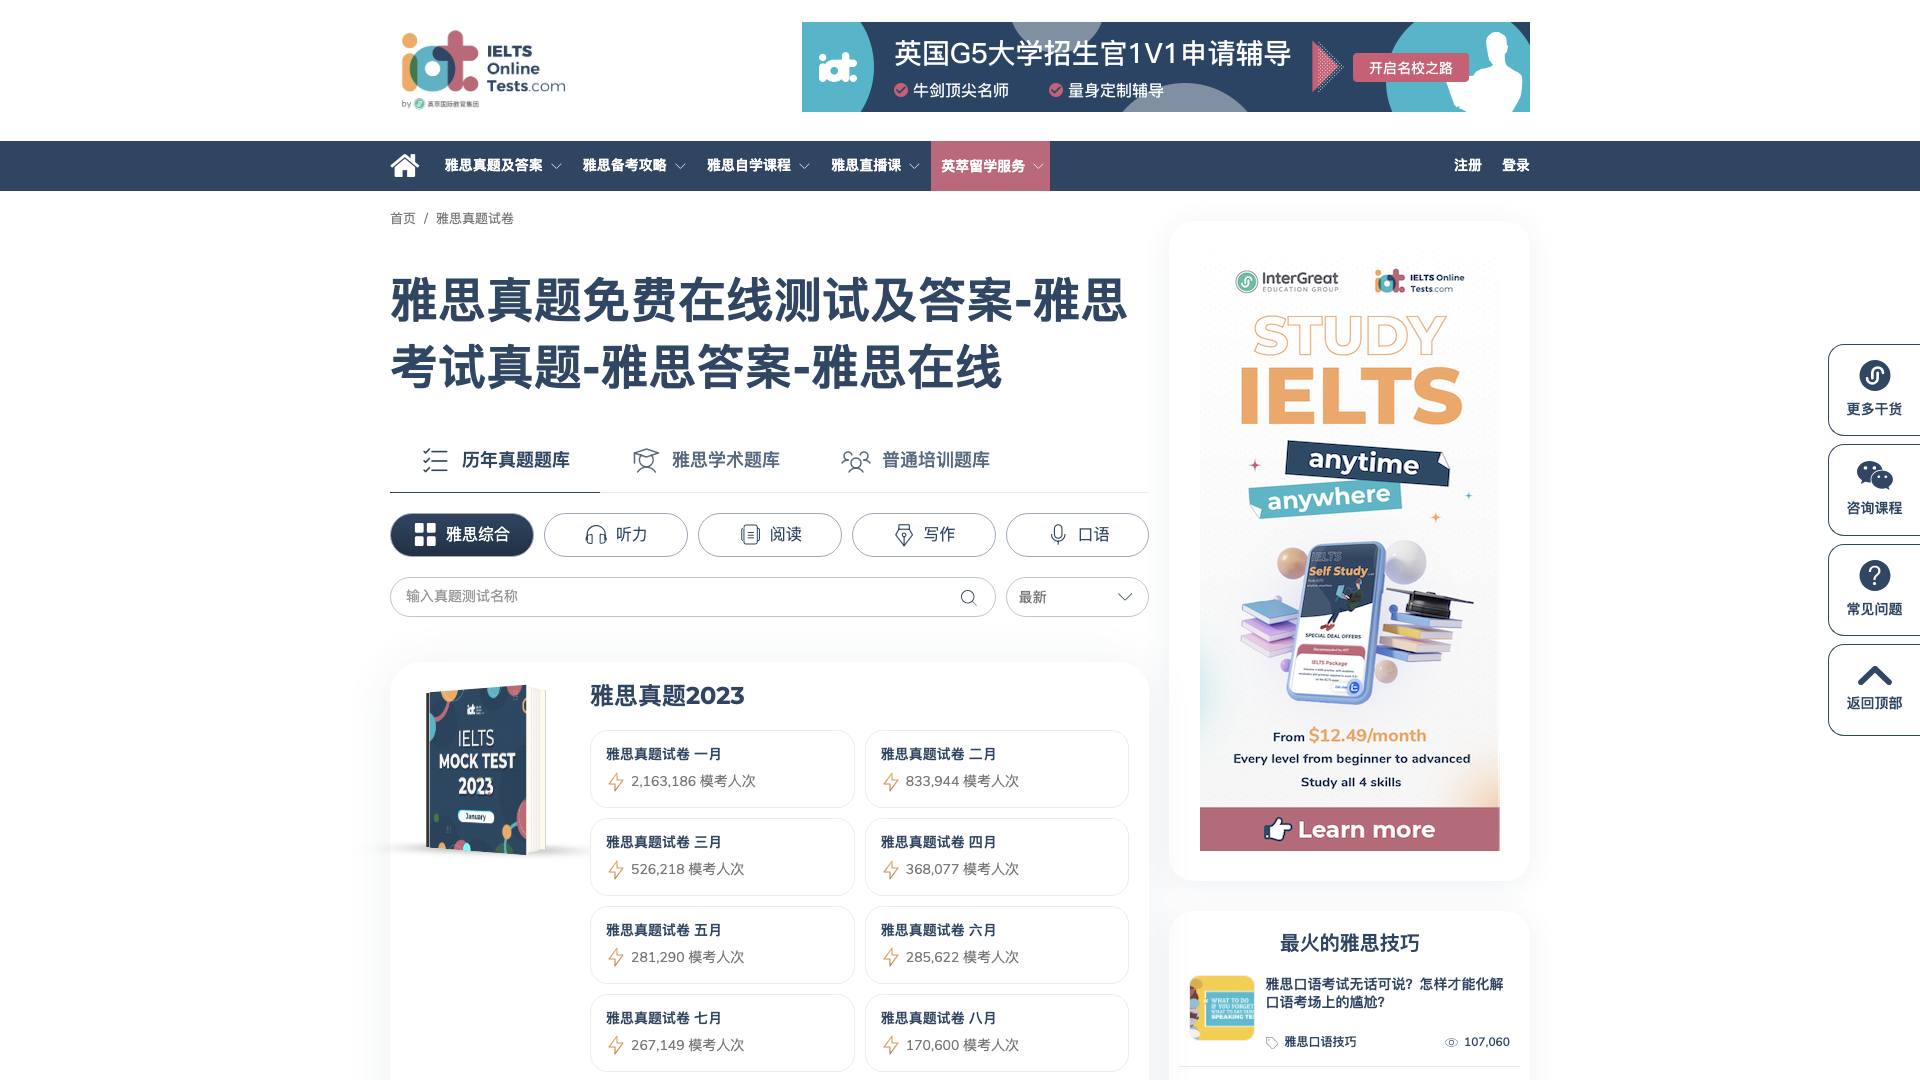 IELTS
Online
Tests.com
by 英萃国际教育集团
iot
英国G5大学招生官1V1申请辅导
牛剑顶尖名师
量身定制辅导
开启名校之路
雅思真题及答案
雅思备考攻略
雅思自学课程
雅思直播课
英萃留学服务
注册
登录
首页 / 雅思真题试卷
雅思真题免费在线测试及答案-雅思
考试真题-雅思答案-雅思在线
历年真题题库
雅思学术题库
普通培训题库
雅思综合
听力
阅读
写作
口语
输入真题测试名称
最新
IELTS
MOCK TEST
2023
January
雅思真题2023
雅思真题试卷 一月
2,163,186 模考人次
雅思真题试卷 二月
833,944 模考人次
雅思真题试卷 三月
526,218 模考人次
雅思真题试卷 四月
368,077 模考人次
雅思真题试卷 五月
281,290 模考人次
雅思真题试卷 六月
285,622 模考人次
雅思真题试卷 七月
267,149 模考人次
雅思真题试卷 八月
170,600 模考人次
InterGreat
EDUCATION GROUP
IELTS Online
Tests.com
STUDY
IELTS
anytime
anywhere
IELTS
Self Study
SPECIAL DEAL OFFERS
IELTS Package
From $12.49/month
Every level from beginner to advanced
Study all 4 skills
Learn more
最火的雅思技巧
WHAT TO DO
IF YOU FORGET
WHAT TO SAY
SPEAKING TE
雅思口语考试无话可说？怎样才能化解
口语考场上的尴尬？
雅思口语技巧
107,060
更多干货
咨询课程
常见问题
返回顶部